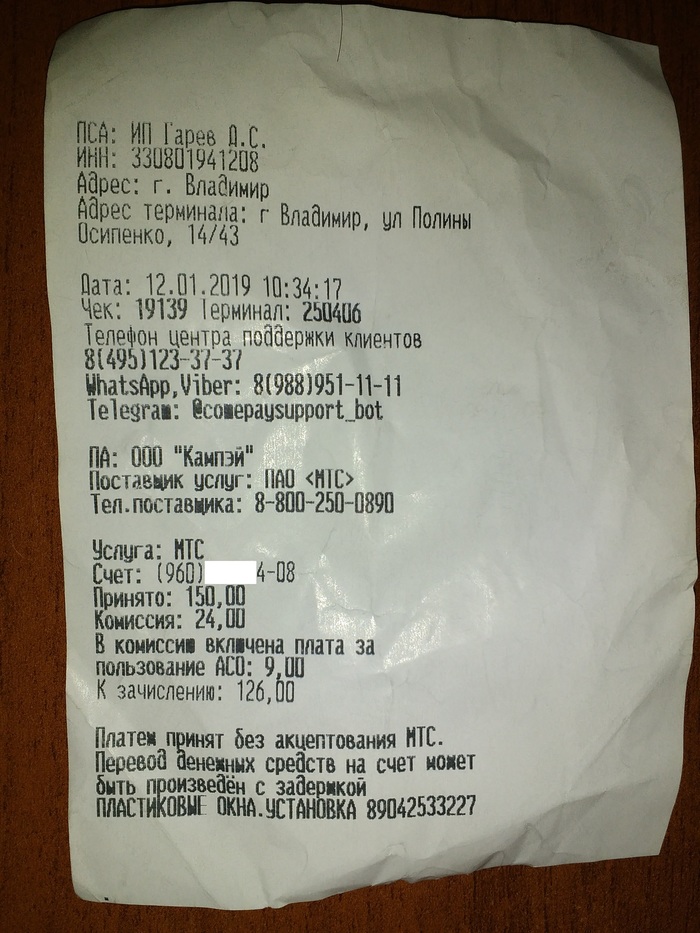 ПСА: ИП Гарев Д.С.
ИНН: 330801941208
Адрес: г. Владимир
Адрес терминала: г Владимир, ул Полины
Осипенко, 14/43
Дата: 12.01.2019 10:34:17
Чек: 19139 Терминал: 250406
Телефон центра поддержки клиентов
8(495)123-37-37
WhatsApp,Viber: 8(988)951-11-11
Telegram: @comepaysupport_bot
ПА: ООО "Кампэй"
Поставщик услуг: ПАО <МТС>
Тел.поставщика: 8-800-250-0890
Услуга: МТС
Счет: (960) 4-08
Принято: 150,00
Комиссия: 24,00
В комиссию включена плата за
пользование АСО: 9,00
К зачислению: 126,00
Платеж принят без акцептования МТС.
Перевод денежных средств на счет может
быть произведён с задержкой
ПЛАСТИКОВЫЕ ОКНА.УСТАНОВКА 89042533227